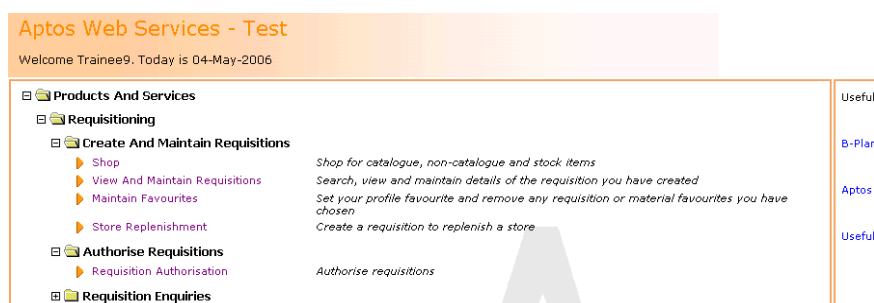 Aptos Web Services - Test
Welcome Trainee9. Today is 04-May-2006
Products And Services
Requisitioning
Create And Maintain Requisitions
Shop Shop for catalogue, non-catalogue and stock items
View And Maintain Requisitions Search, view and maintain details of the requisition you have created
Maintain Favourites Set your profile favourite and remove any requisition or material favourites you have
chosen
Store Replenishment Create a requisition to replenish a store
Authorise Requisitions
Requisition Authorisation Authorise requisitions
Requisition Enquiries
Useful
B-Plan
Aptos
Useful